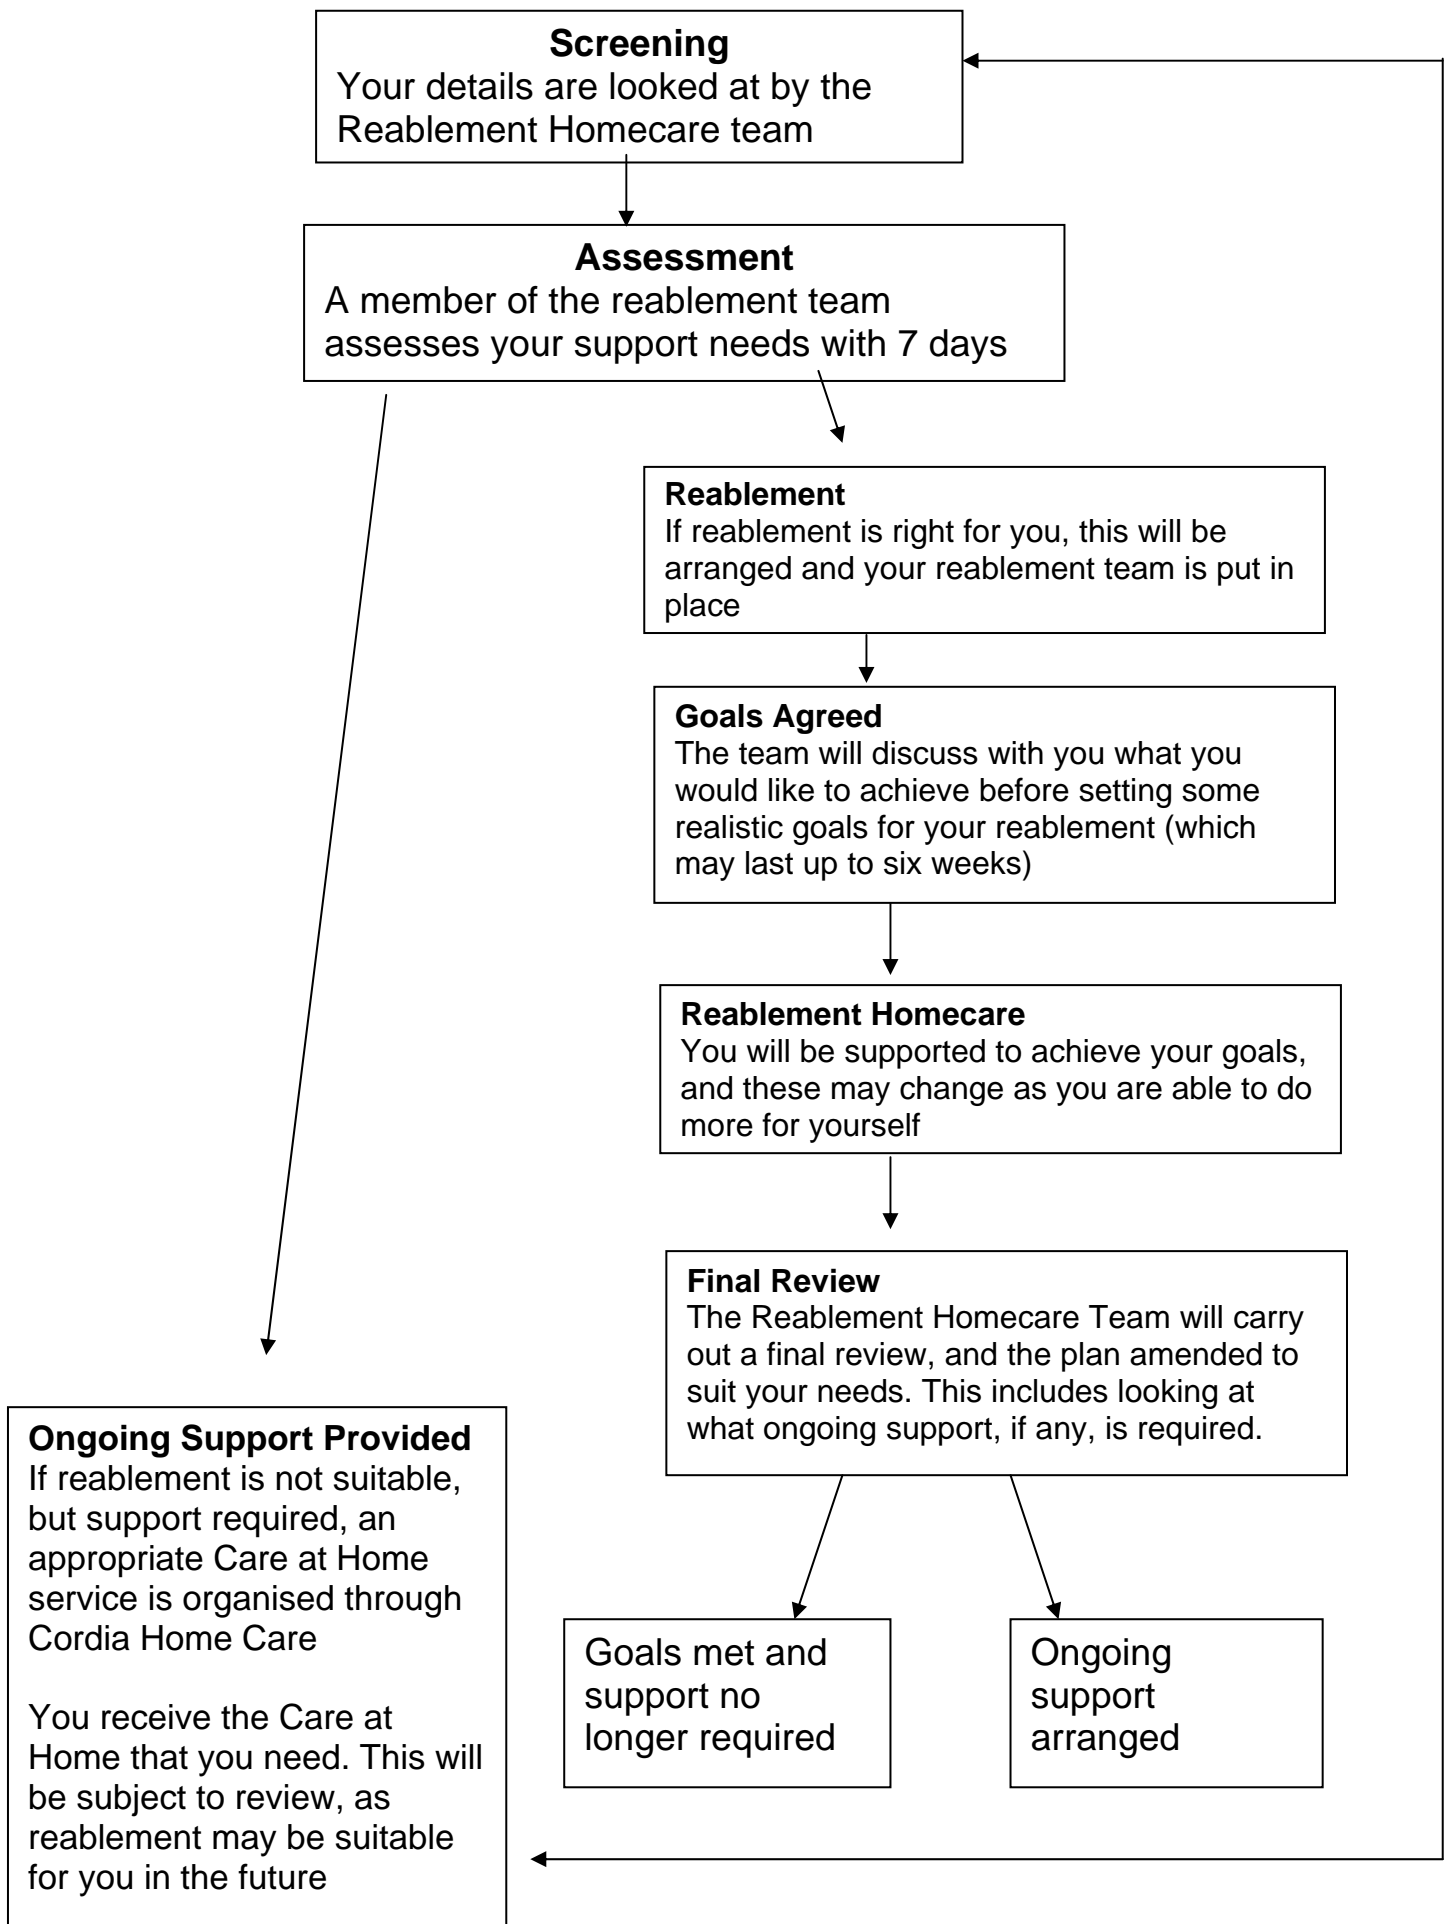 Screening
Your details are looked at by the
Reablement Homecare team
Assessment
A member of the reablement team
assesses your support needs with 7 days
Reablement
If reablement is right for you, this will be
arranged and your reablement team is put in
place
Goals Agreed
The team will discuss with you what you
would like to achieve before setting some
realistic goals for your reablement (which
may last up to six weeks)
Reablement Homecare
You will be supported to achieve your goals,
and these may change as you are able to do
more for yourself
Final Review
The Reablement Homecare Team will carry
out a final review, and the plan amended to
suit your needs. This includes looking at
what ongoing support, if any, is required.
Ongoing Support Provided
If reablement is not suitable,
but support required, an
appropriate Care at Home
service is organised through
Cordia Home Care
You receive the Care at
Home that you need. This will
be subject to review, as
reablement may be suitable
for you in the future
Goals met and
support no
longer required
Ongoing
support
arranged